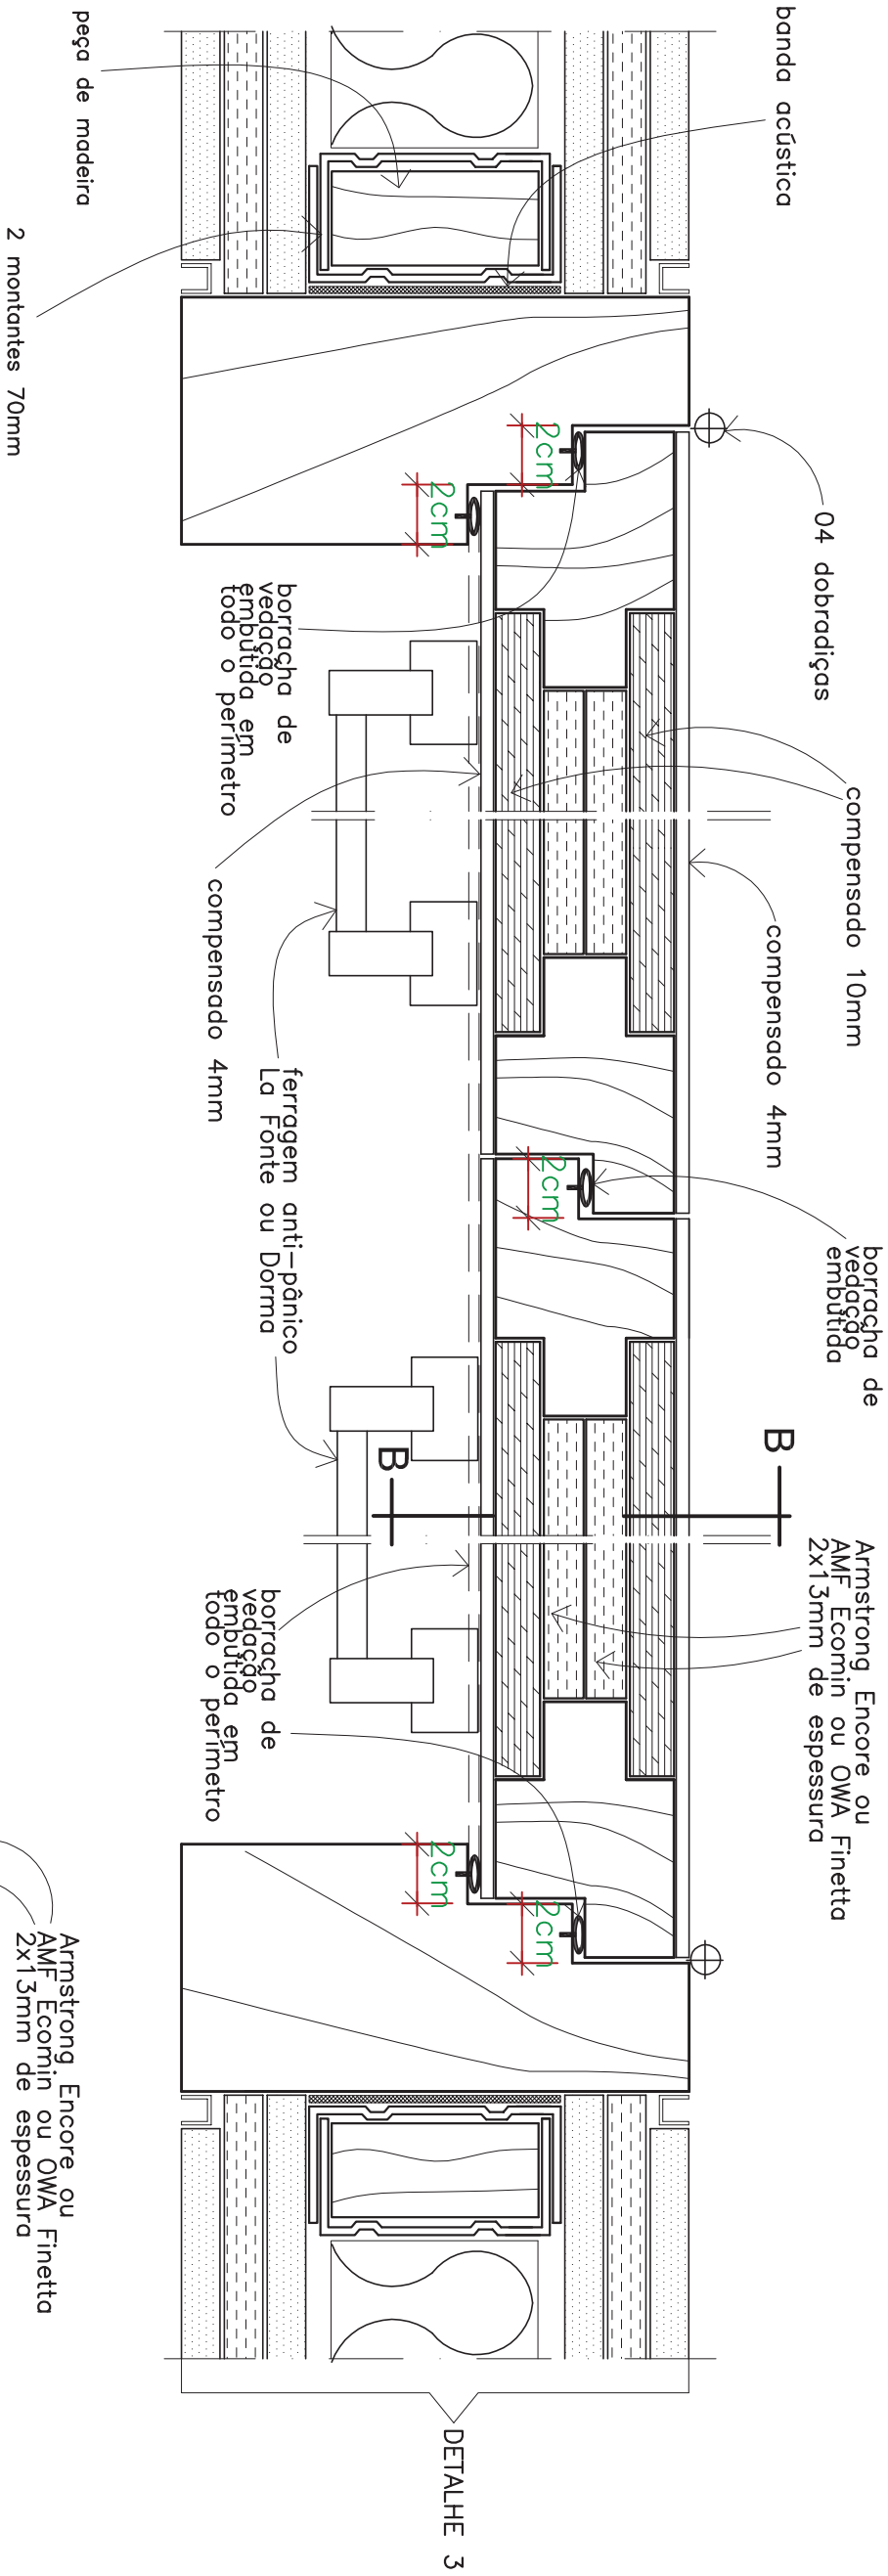 banda acústica
peça de madeira
2 montantes 70mm
04 dobradiças
2cm
2cm
borracha de
vedação
embutida em
todo o perímetro
compensado 10mm
compensado 4mm
compensado 4mm
ferragem anti-pânico
La Fonte ou Dorma
2cm
borracha de
vedação
embutida
B
B
Armstrong Encore ou
AMF Ecomin ou OWA Finetta
2x13mm de espessura
borracha de
vedação
embutida em
todo o perímetro
2cm
2cm
Armstrong Encore ou
AMF Ecomin ou OWA Finetta
2x13mm de espessura
DETALHE 3